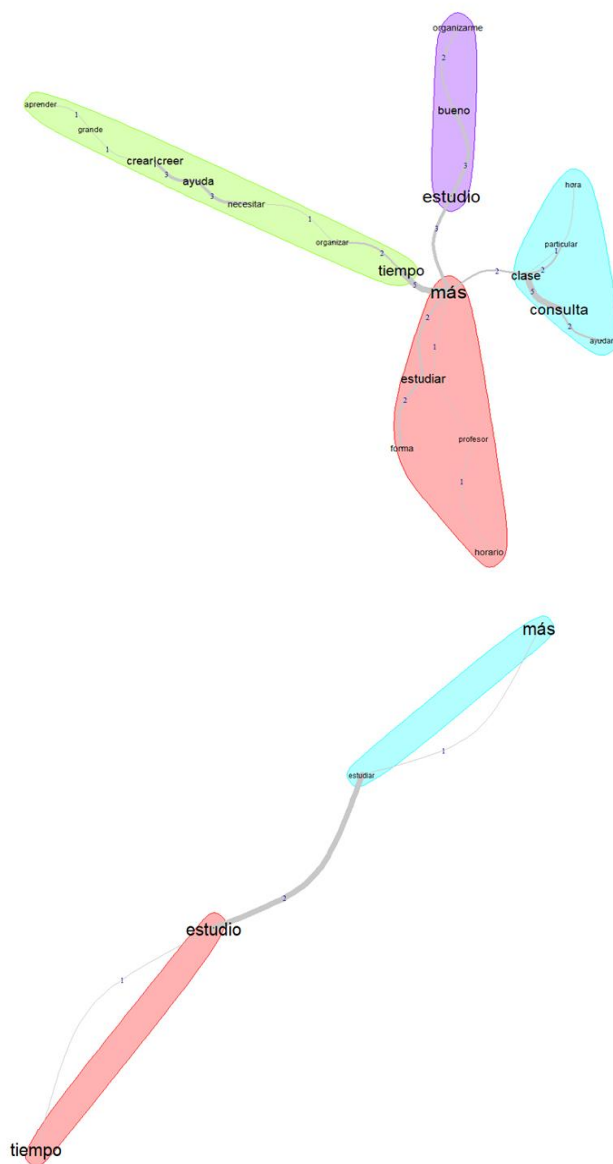 organizarme
2
bueno
3
estudio
3
aprender
1
grande
1
crear|creer
3
ayuda
3
necesitar
1
organizar
2
tiempo
5
más
2
clase
hora
particular
1
2
5
consulta
2
ayudar
2
1
estudiar
2
forma
profesor
1
horario
más
1
estudiar
2
estudio
1
tiempo